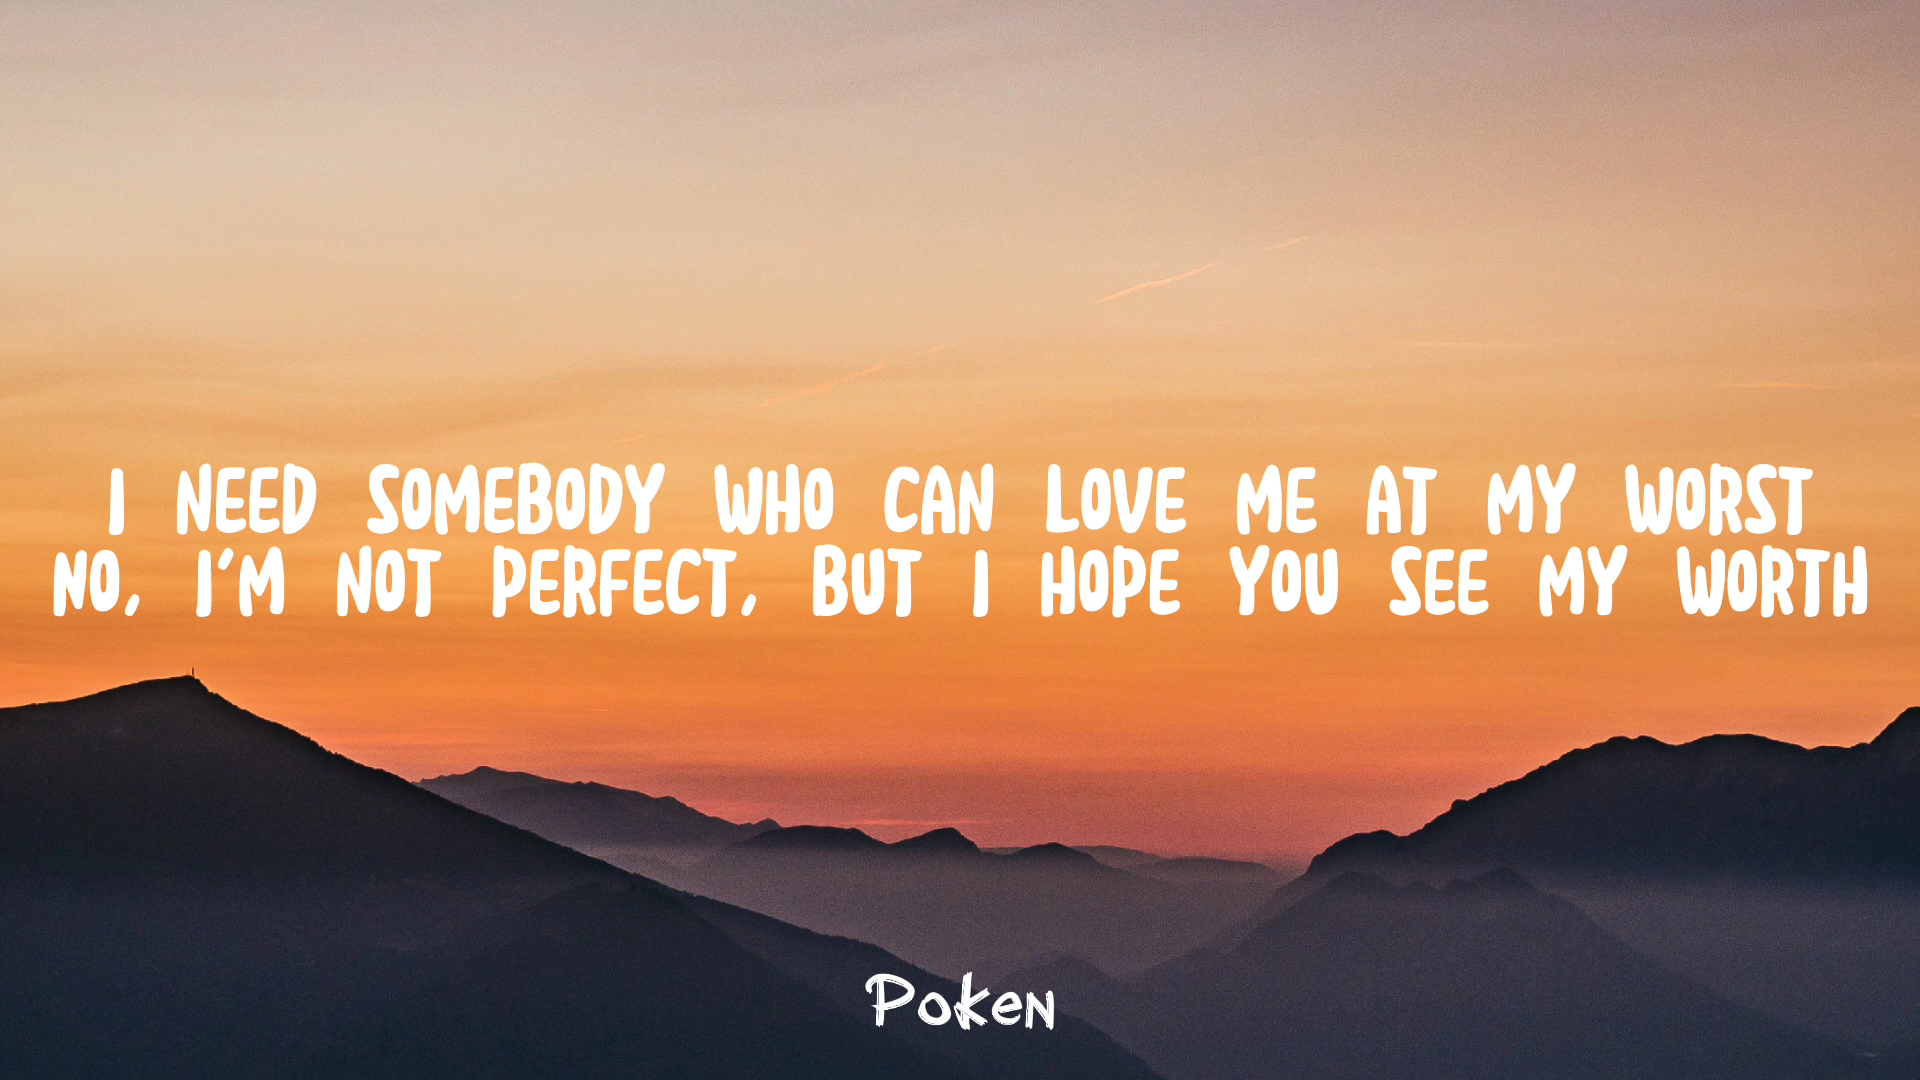 I NEED SOMEBODY WHO CAN LOVE ME AT MY WORST
NO, I'M NOT PERFECT, BUT I HOPE YOU SEE MY WORTH
Poken